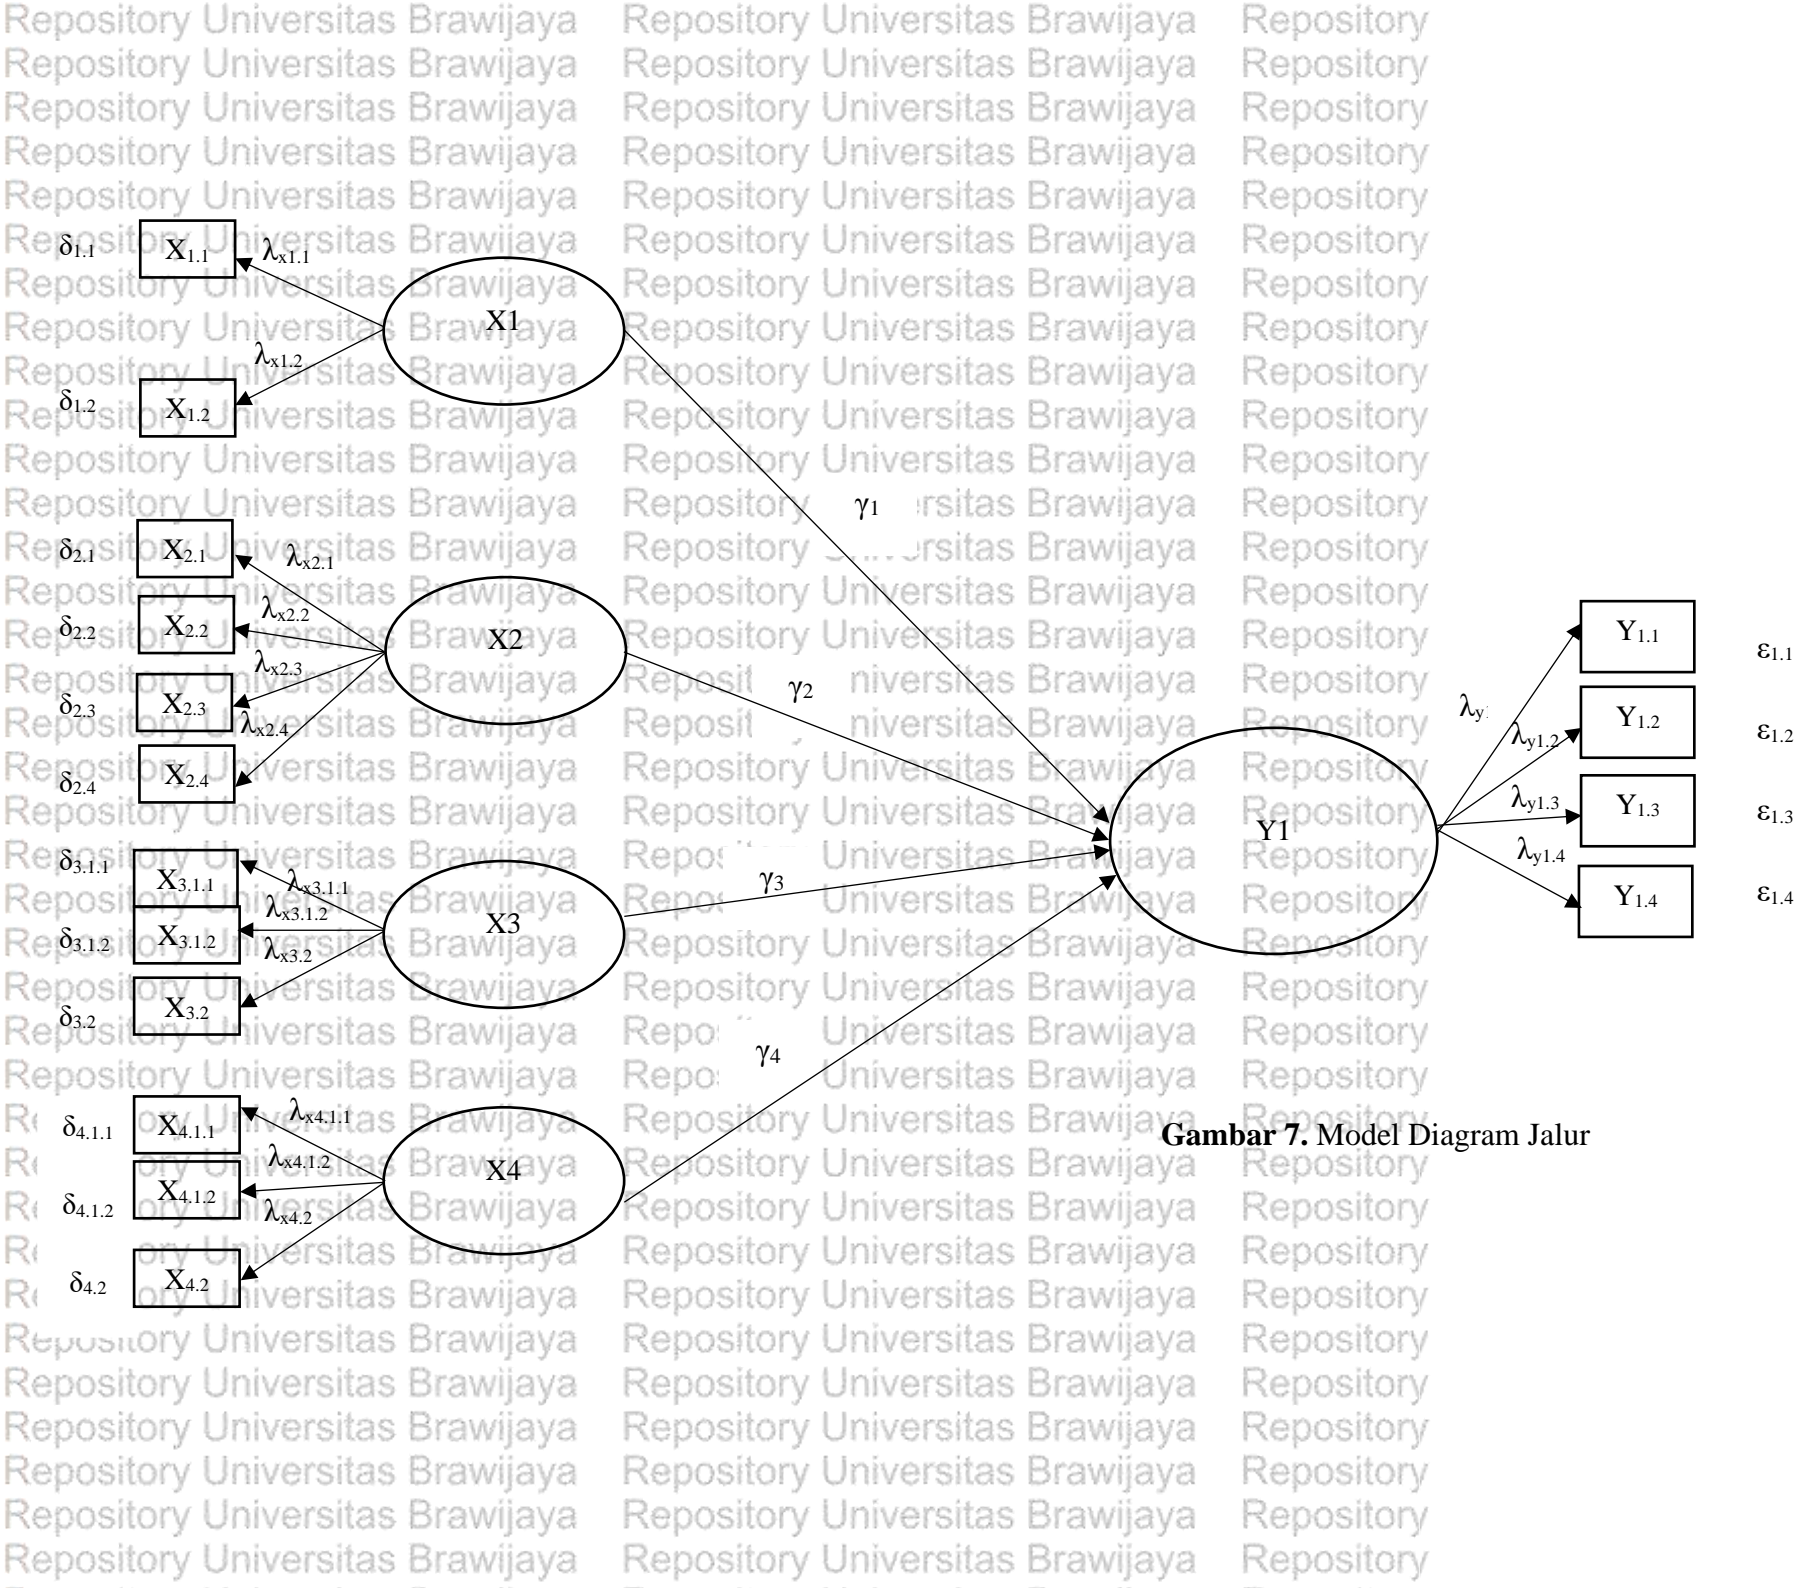 Repository Universitas Brawijaya Repository Universitas Brawijaya Repository
δ1.1 X1.1 λx1.1
X1
λx1.2
δ1.2 X1.2
γ1
δ2.1 X2.1 λx2.1
δ2.2 X2.2 λx2.2
X2
λx2.3
δ2.3 X2.3
λx2.4
δ2.4 X2.4
γ2
δ3.1.1 X3.1.1 λx3.1.1
λx3.1.2
δ3.1.2 X3.1.2
X3
λx3.2
δ3.2 X3.2
γ3
γ4
δ4.1.1 X4.1.1 λx4.1.1
λx4.1.2
δ4.1.2 X4.1.2
X4
λx4.2
δ4.2 X4.2
Y1
λy
Y1.1 ε1.1
λy1.2
Y1.2 ε1.2
λy1.3
Y1.3 ε1.3
λy1.4
Y1.4 ε1.4
Gambar 7. Model Diagram Jalur